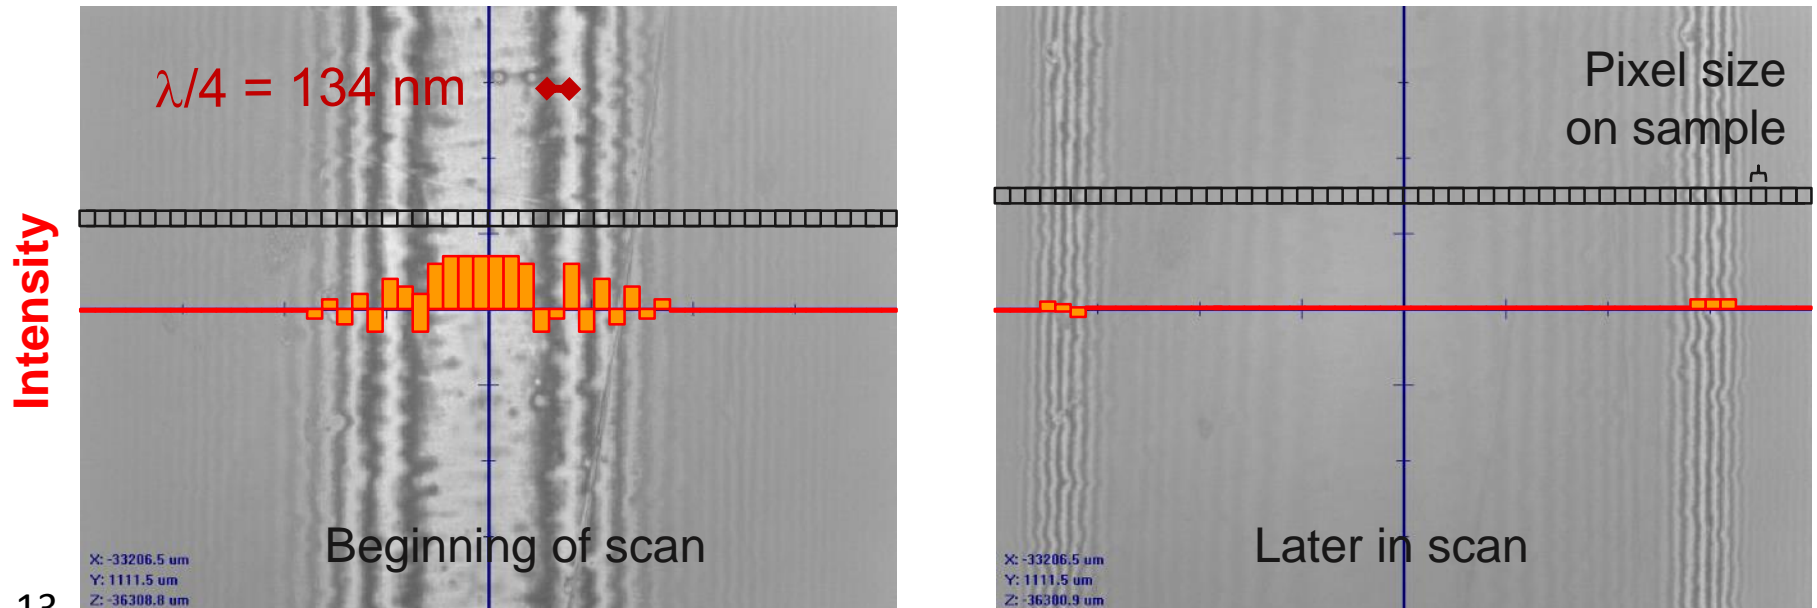 λ/4 = 134 nm
Intensity
Beginning of scan
X: -33206.5 um
Y: 1111.5 um
Z: -36308.8 um
Pixel size
on sample
Later in scan
X: -33206.5 um
Y: 1111.5 um
Z: -36300.9 um
13